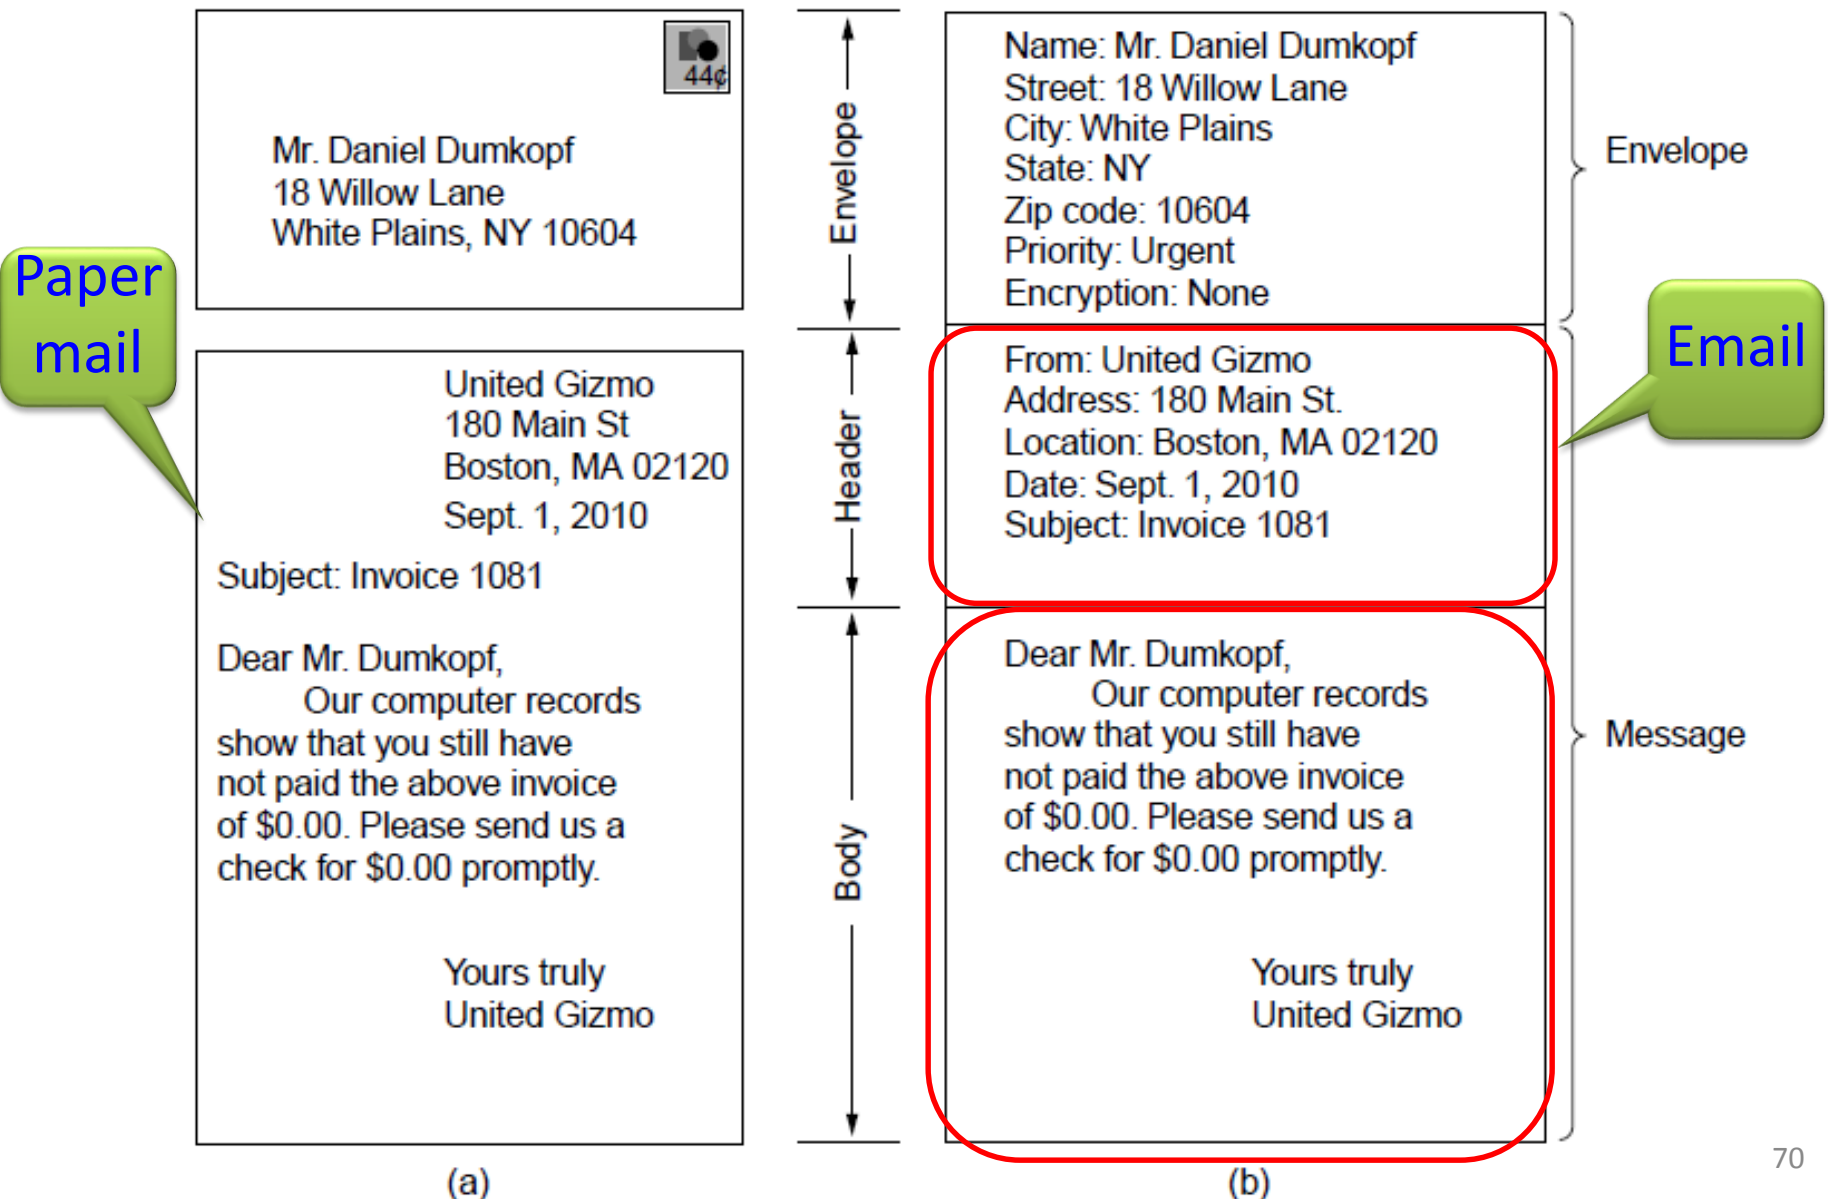 44¢
Mr. Daniel Dumkopf
18 Willow Lane
White Plains, NY 10604
Paper
mail
United Gizmo
180 Main St
Boston, MA 02120
Sept. 1, 2010
Subject: Invoice 1081
Dear Mr. Dumkopf,
Our computer records
show that you still have
not paid the above invoice
of $0.00. Please send us a
check for $0.00 promptly.
Yours truly
United Gizmo
(a)
Envelope
Header
Body
Name: Mr. Daniel Dumkopf
Street: 18 Willow Lane
City: White Plains
State: NY
Zip code: 10604
Priority: Urgent
Encryption: None
From: United Gizmo
Address: 180 Main St.
Location: Boston, MA 02120
Date: Sept. 1, 2010
Subject: Invoice 1081
Dear Mr. Dumkopf,
Our computer records
show that you still have
not paid the above invoice
of $0.00. Please send us a
check for $0.00 promptly.
Yours truly
United Gizmo
(b)
Envelope
Email
Message
70